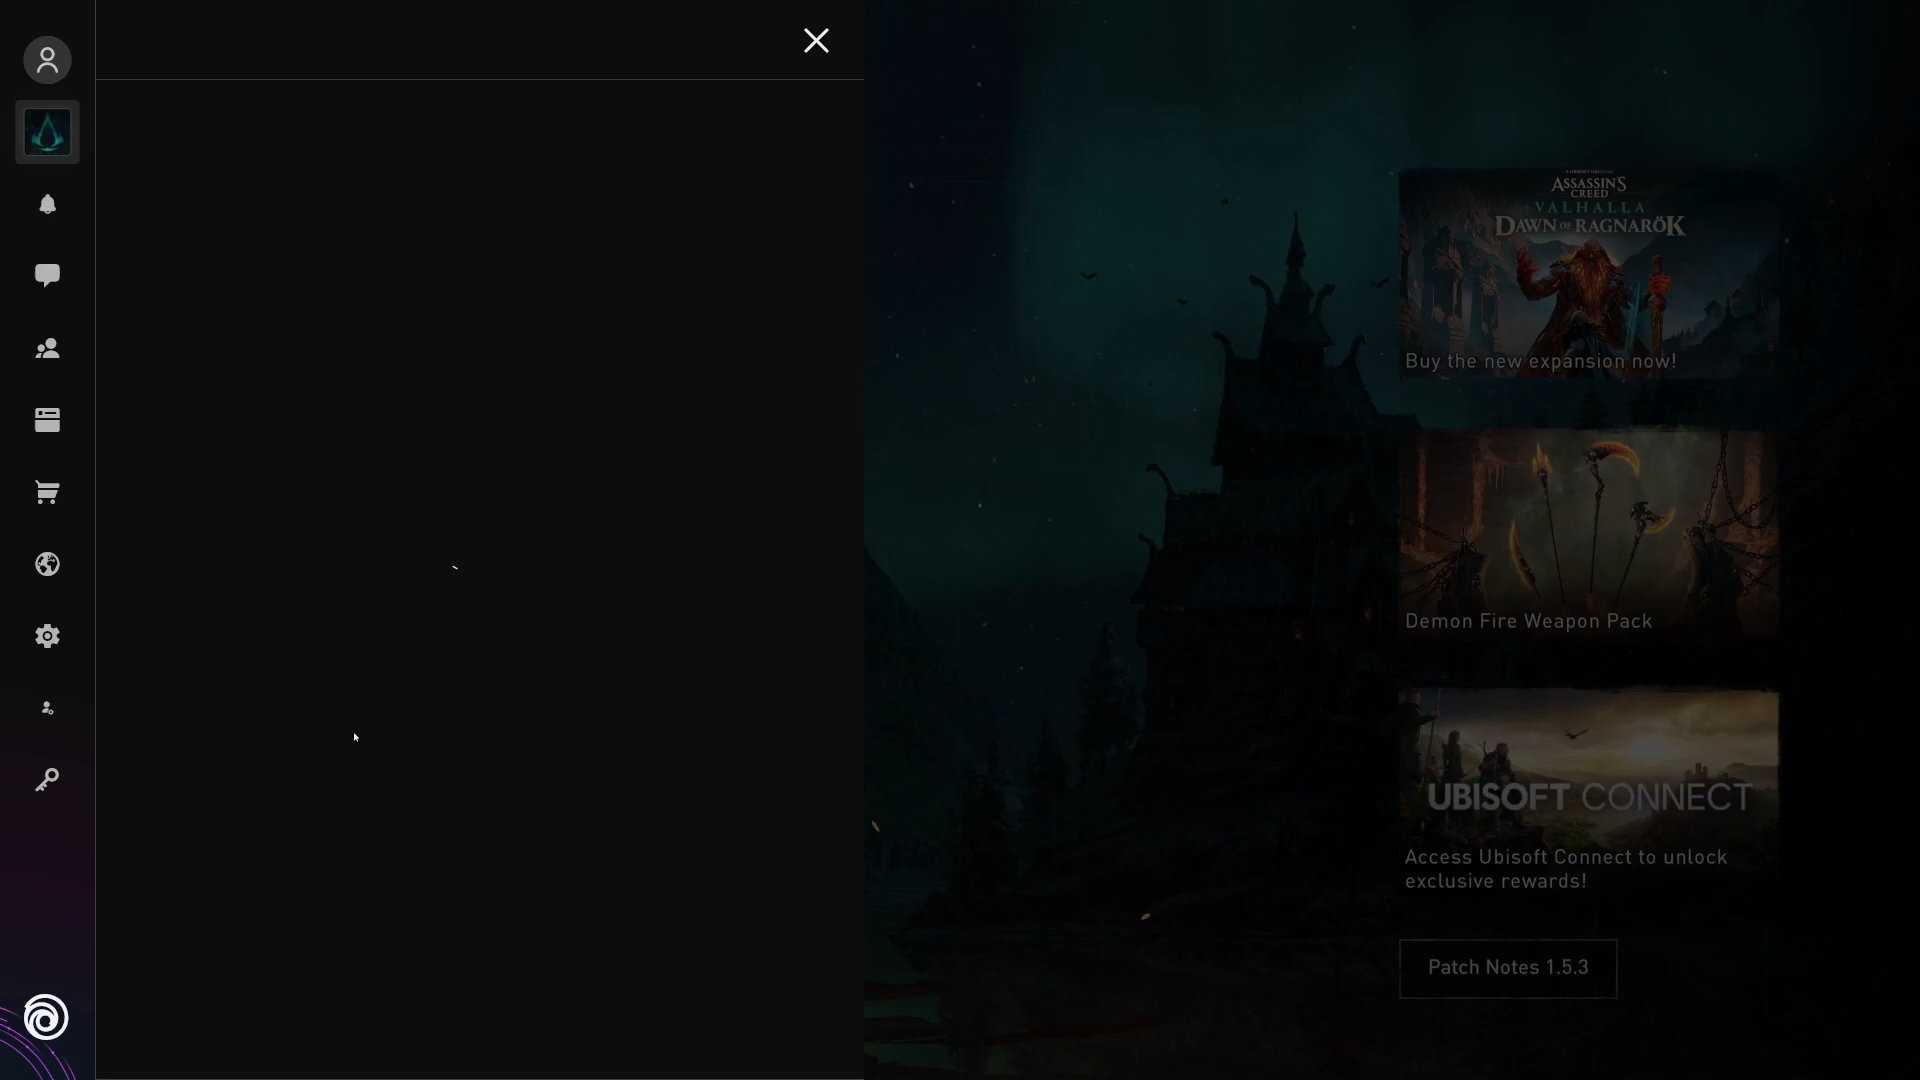 ASSASSIN'S
CREED
VALHALLA
DAWN OF RAGNARÖK
Buy the new expansion now!
Demon Fire Weapon Pack
UBISOFT CONNECT
Access Ubisoft Connect to unlock
exclusive rewards!
Patch Notes 1.5.3